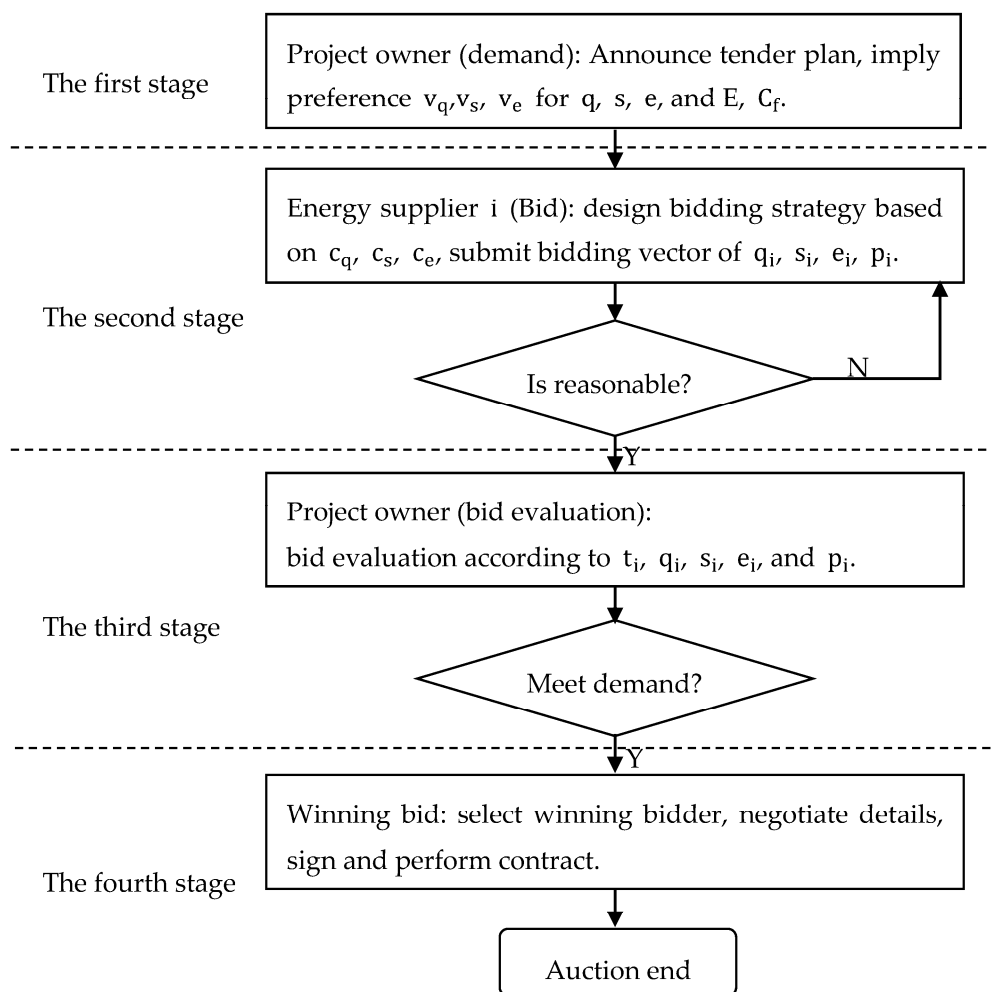 The first stage
Project owner (demand): Announce tender plan, imply
preference v_q,v_s, v_e for q, s, e, and E, C_f.
Energy supplier i (Bid): design bidding strategy based
on c_q, c_s, c_e, submit bidding vector of q_i, s_i, e_i, p_i.
The second stage
Is reasonable?
N
Y
Project owner (bid evaluation):
bid evaluation according to t_i, q_i, s_i, e_i, and p_i.
The third stage
Meet demand?
Y
Winning bid: select winning bidder, negotiate details,
sign and perform contract.
The fourth stage
Auction end